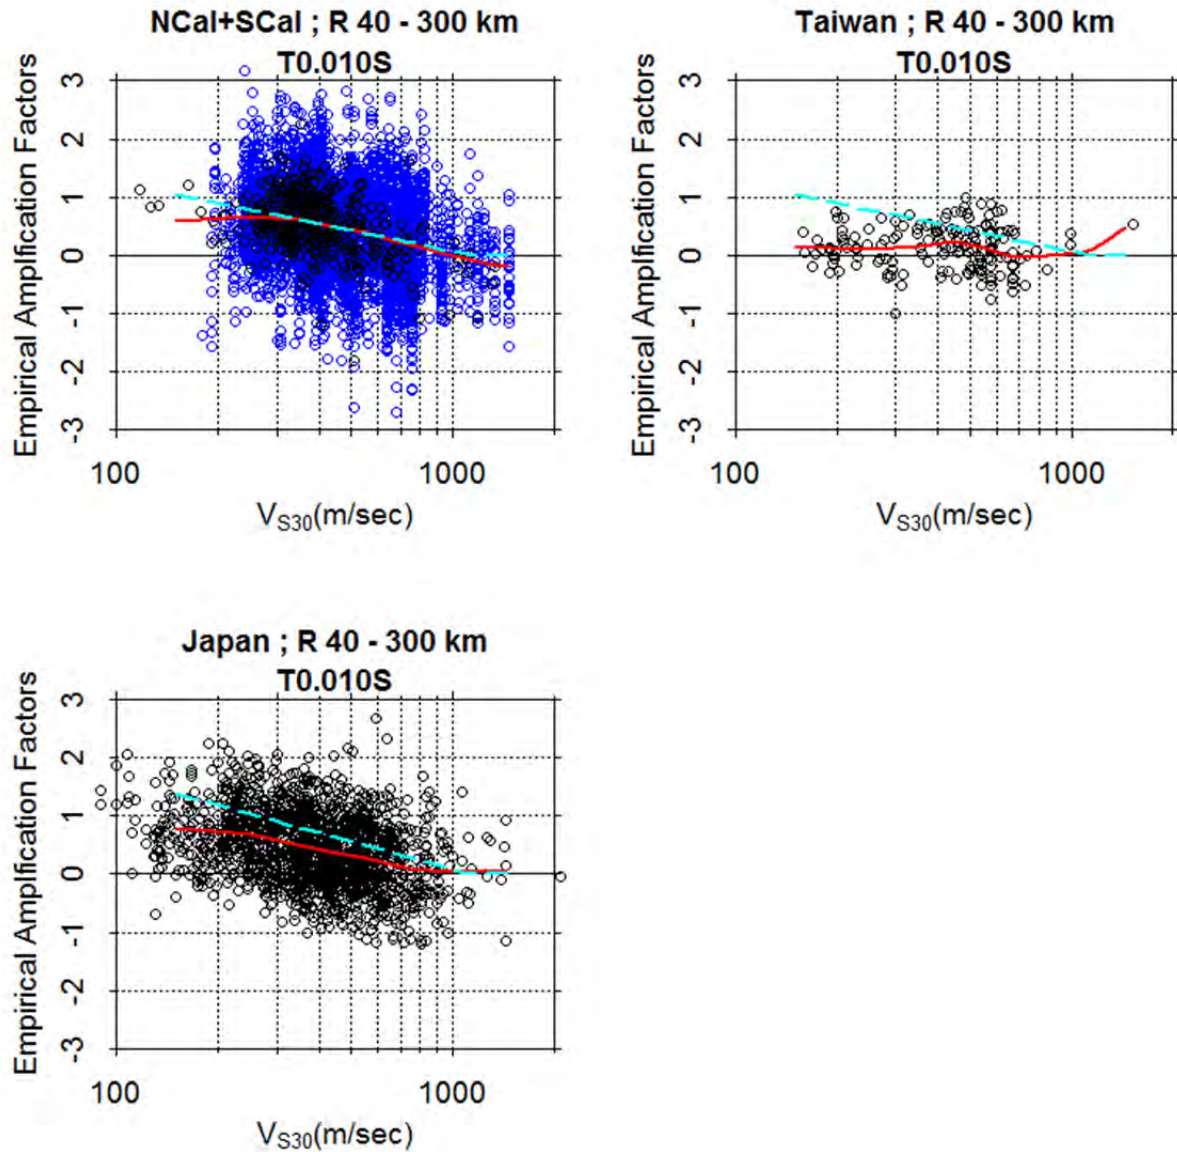 NCal+SCal ; R 40 - 300 km
T0.010S
Empirical Amplfication Factors
3
2
1
0
-1
-2
-3
100
1000
VS30(m/sec)
Taiwan ; R 40 - 300 km
T0.010S
Empirical Amplfication Factors
3
2
1
0
-1
-2
-3
100
1000
VS30(m/sec)
Japan ; R 40 - 300 km
T0.010S
Empirical Amplfication Factors
3
2
1
0
-1
-2
-3
100
1000
VS30(m/sec)